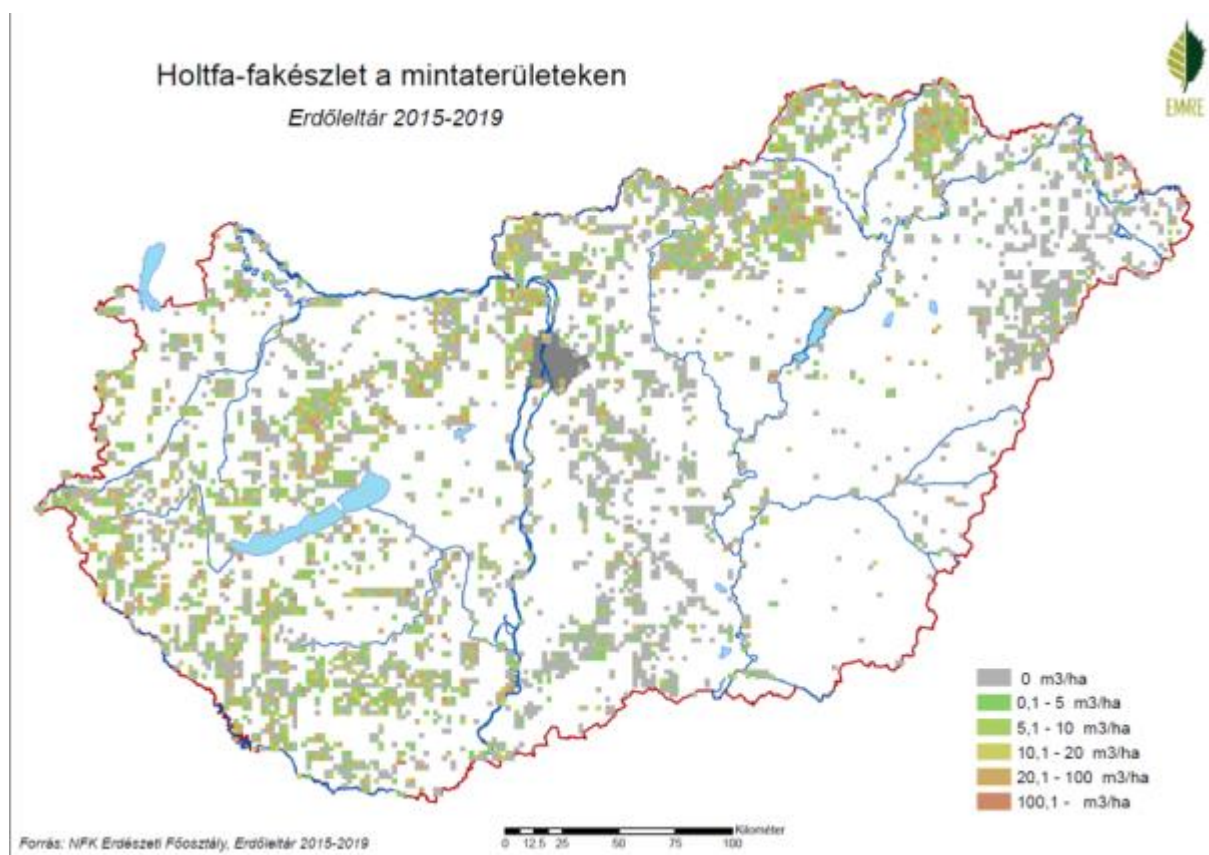 Holtfa-fakészlet a mintaterületeken
Erdőleltár 2015-2019
EMRE
0 m3/ha
0,1 - 5 m3/ha
5,1 - 10 m3/ha
10,1 - 20 m3/ha
20,1 - 100 m3/ha
100,1 - m3/ha
Forrás: NFK Erdészeti Főosztály, Erdőleltár 2015-2019
Kilométer
0 12.5 25 50 75 100